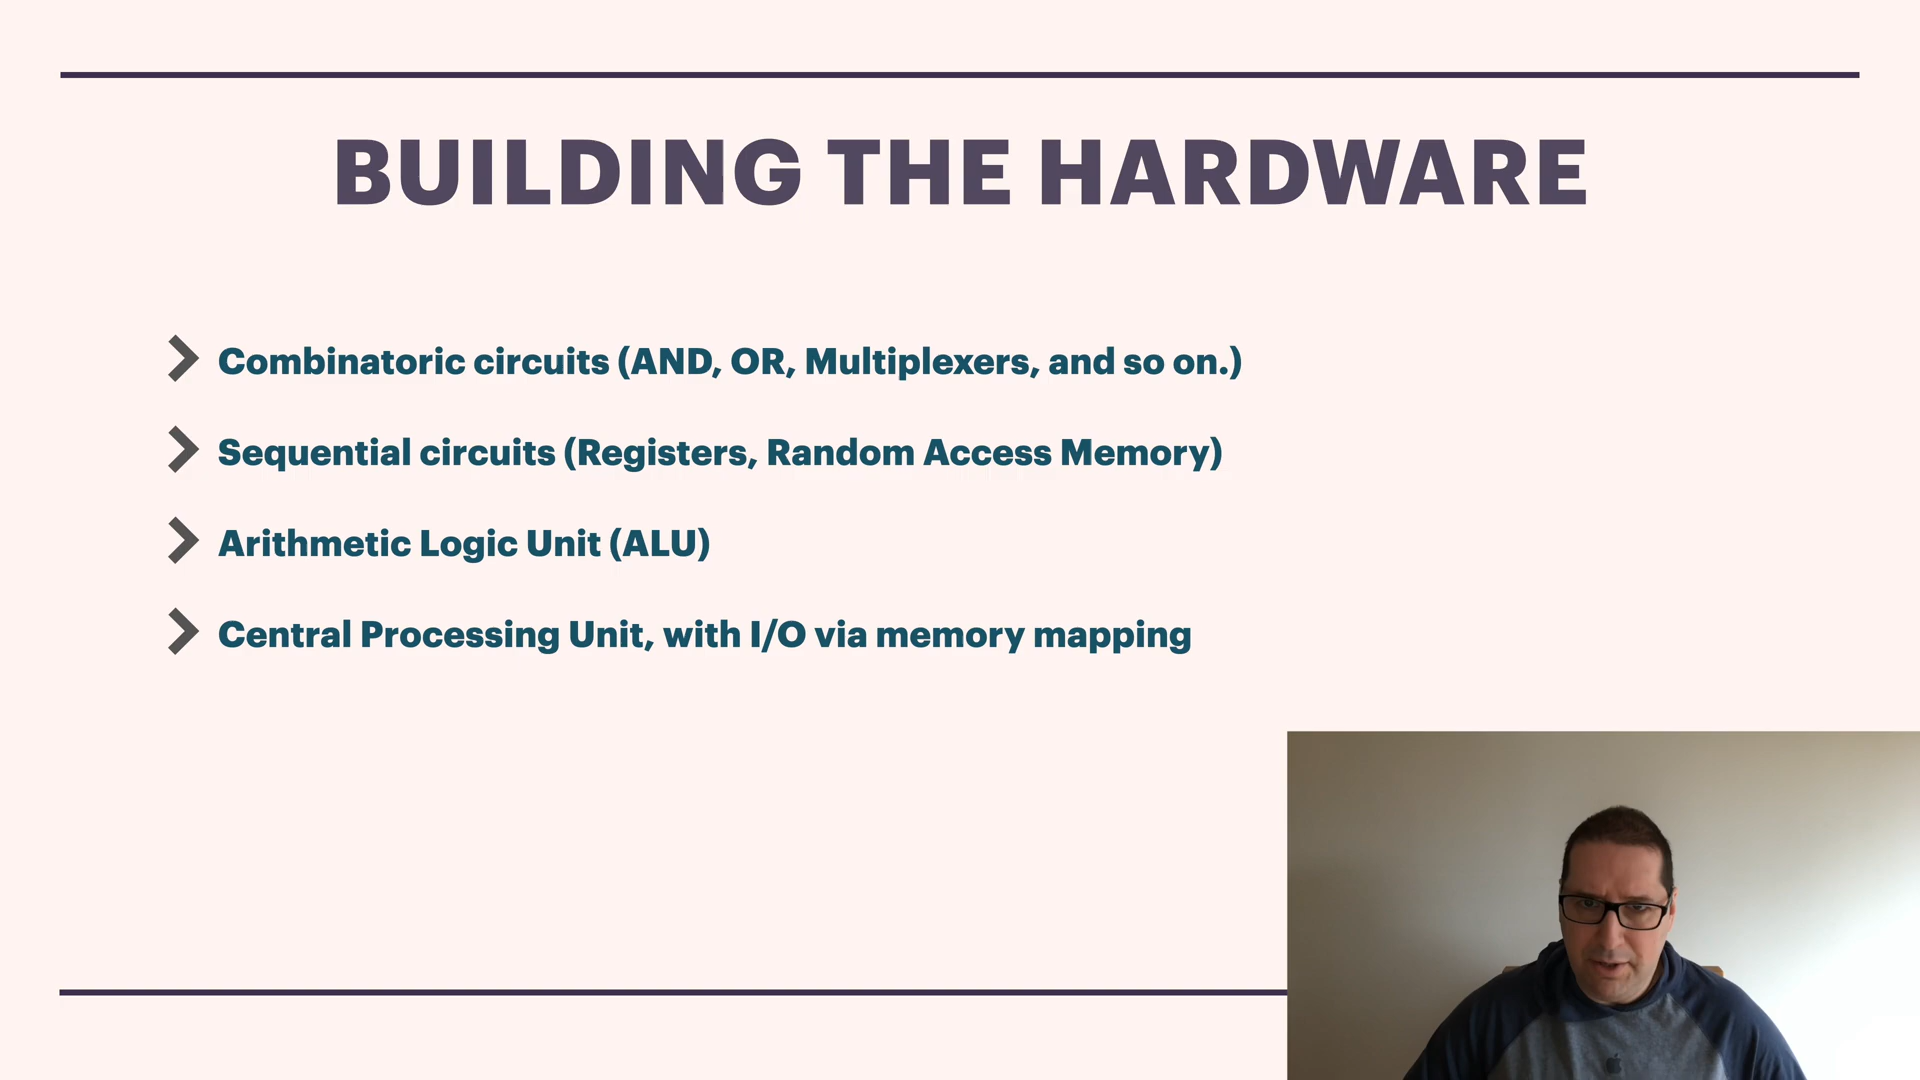 BUILDING THE HARDWARE
Combinatoric circuits (AND, OR, Multiplexers, and so on.)
Sequential circuits (Registers, Random Access Memory)
Arithmetic Logic Unit (ALU)
Central Processing Unit, with I/O via memory mapping